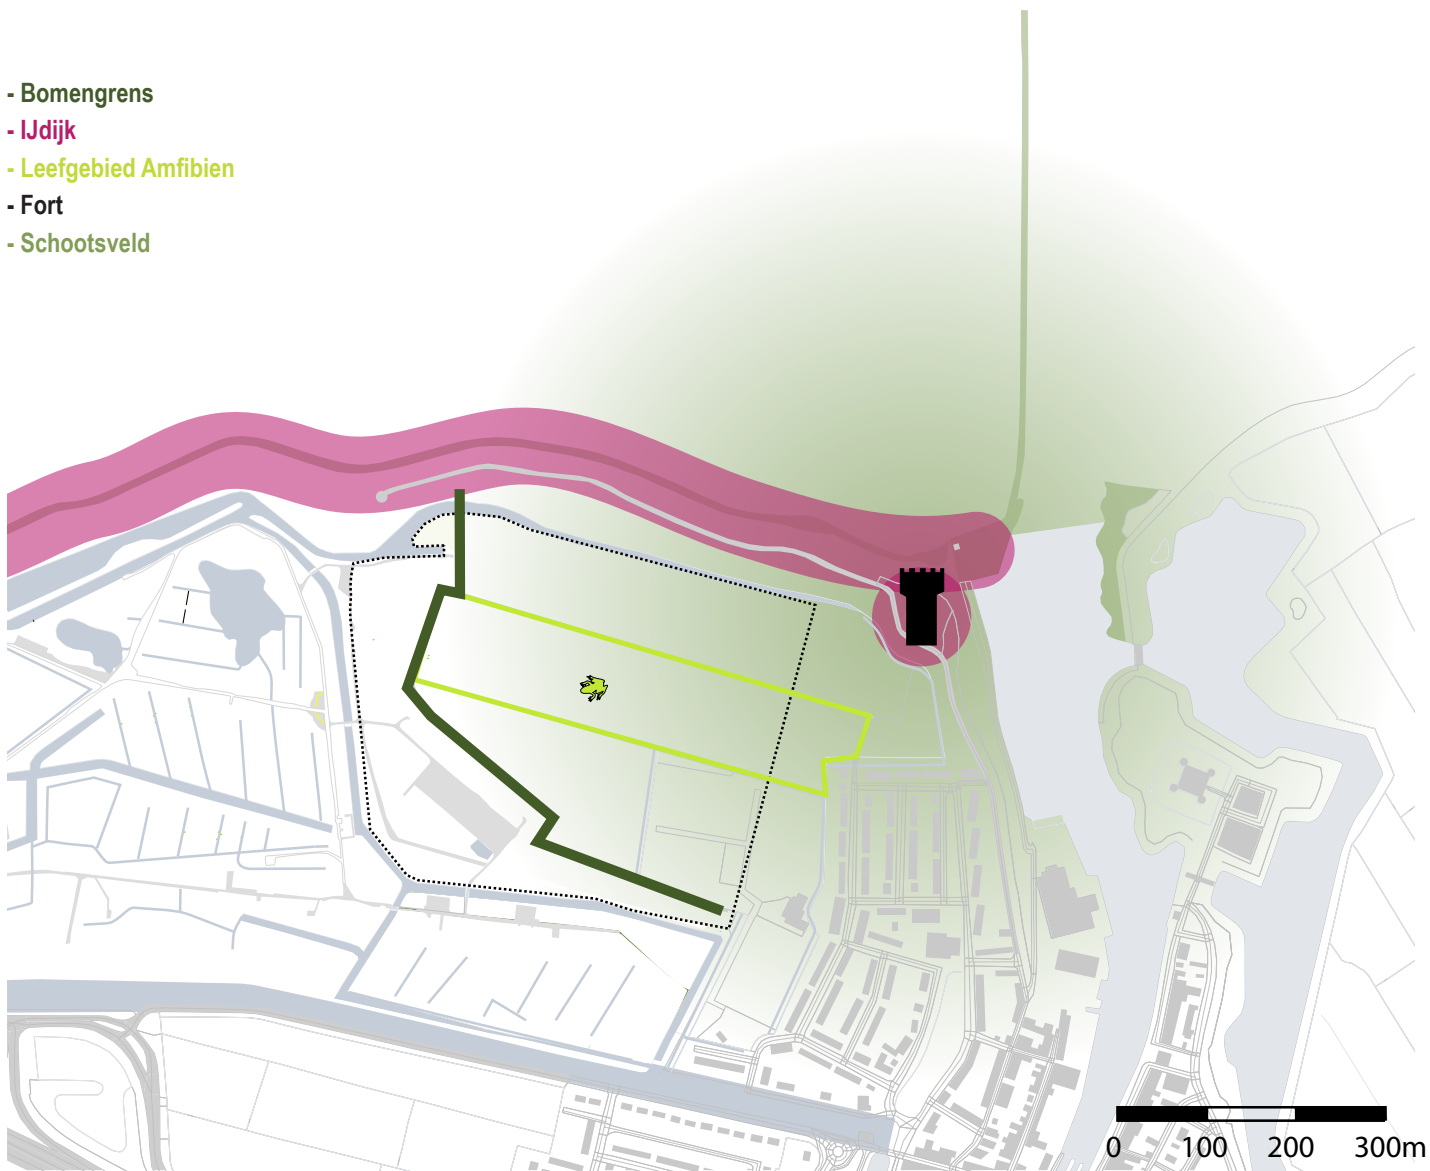 - Bomengrens
- IJdijk
- Leefgebied Amfibien
- Fort
- Schootsveld
0 100 200 300m